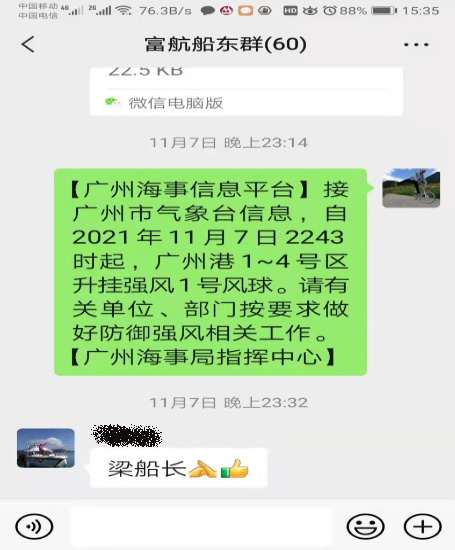 中国移动 4G 2G 76.3B/s HD 88% 15:35
中国电信
富航船东群(60)
22.5 KB
微信电脑版
11月7日 晚上23:14
【广州海事信息平台】接
广州市气象台信息，自
2021年11月7日2243
时起，广州港1~4号区
升挂强风1号风球。请有
关单位、部门按要求做
好防御强风相关工作。
【广州海事局指挥中心】
11月7日 晚上23:32
梁船长